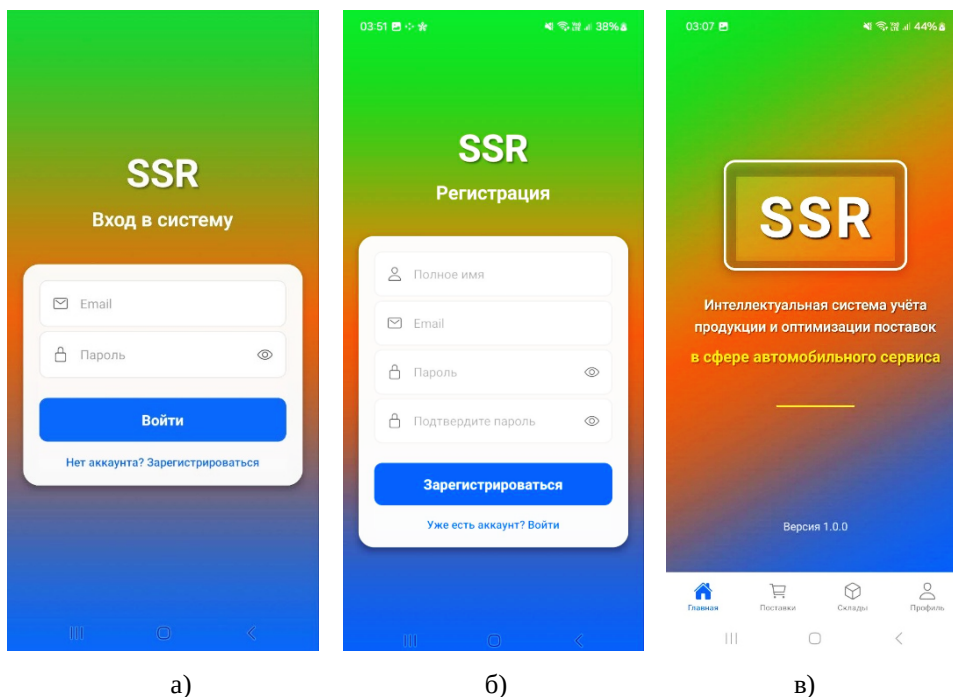 SSR
Вход в систему
Email
Пароль
Войти
Нет аккаунта? Зарегистрироваться
а)
03:51 38%
SSR
Регистрация
Полное имя
Email
Пароль
Подтвердите пароль
Зарегистрироваться
Уже есть аккаунт? Войти
б)
03:07 44%
SSR
Интеллектуальная система учёта
продукции и оптимизации поставок
в сфере автомобильного сервиса
Версия 1.0.0
Главная Поставки Склады Профиль
в)